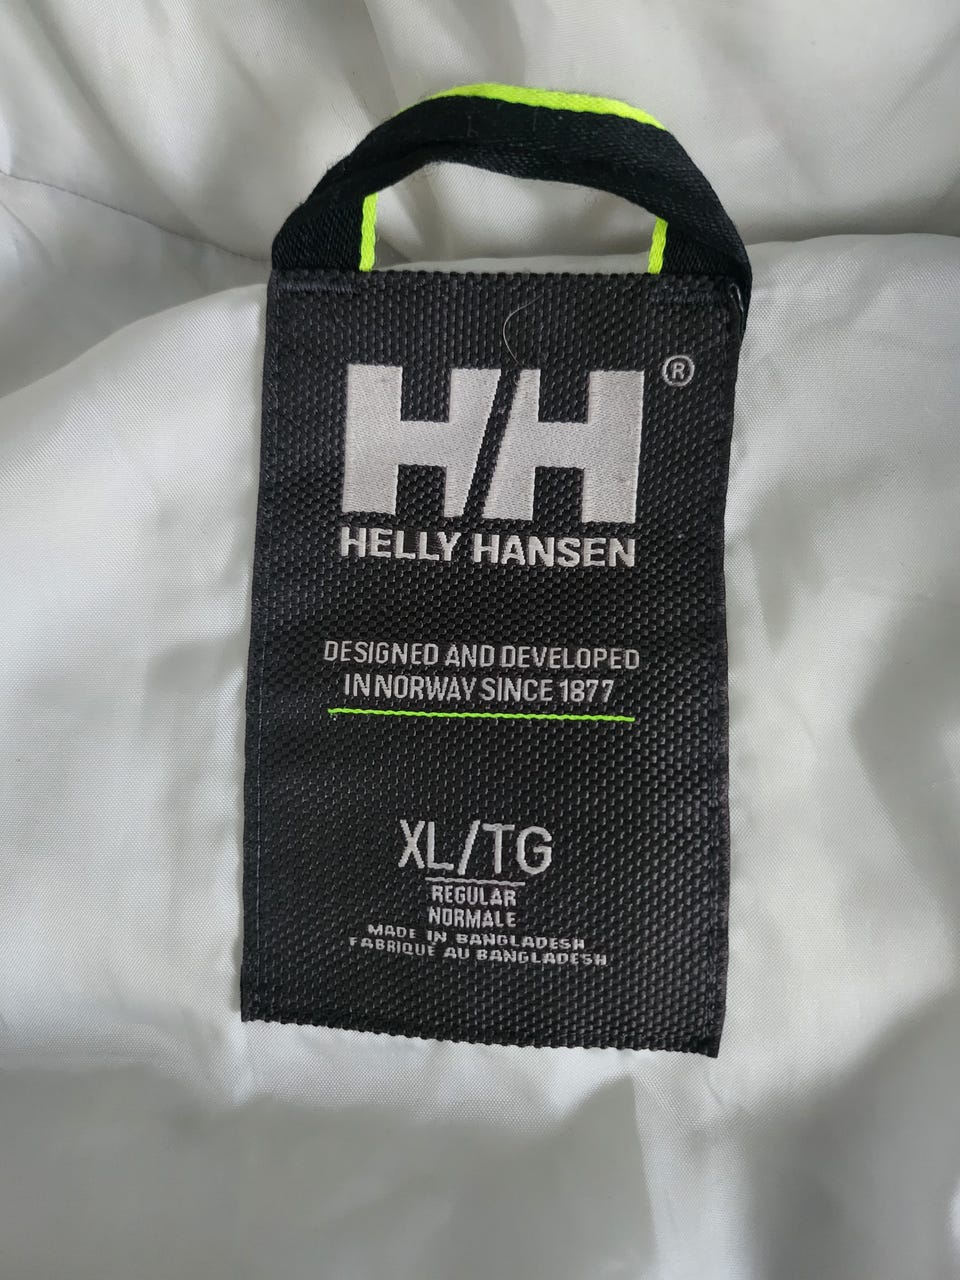 HH®
HELLY HANSEN
DESIGNED AND DEVELOPED
IN NORWAY SINCE 1877
XL/TG
REGULAR
NORMALE
MADE IN BANGLADESH
FABRIQUE AU BANGLADESH